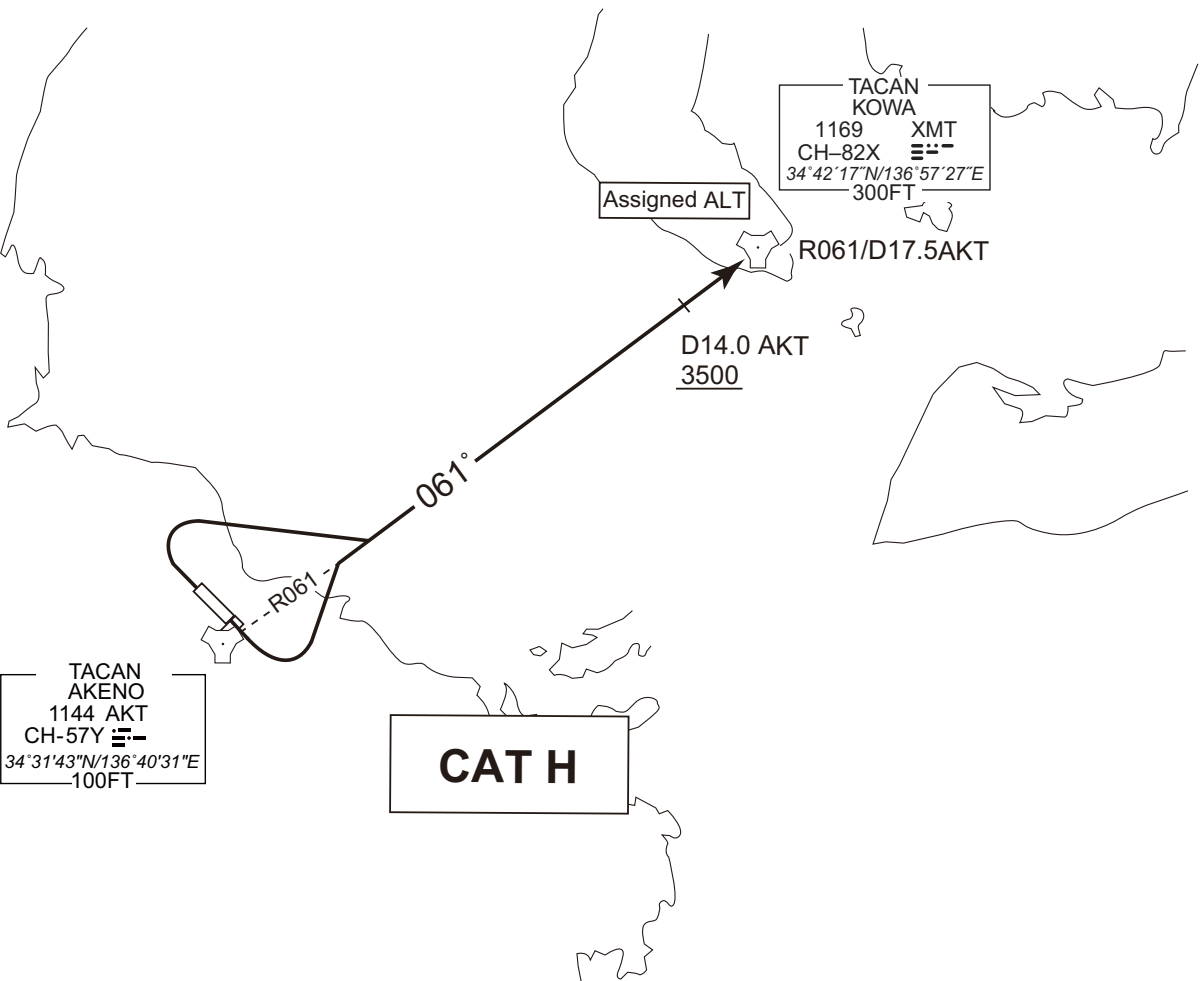 TACAN
KOWA
1169 XMT
CH–82X
34°42′17″N/136°57′27″E
300FT
Assigned ALT
R061/D17.5AKT
D14.0 AKT
3500
061°
R061
TACAN
AKENO
1144 AKT
CH-57Y
34°31'43"N/136°40'31"E
100FT
CAT H